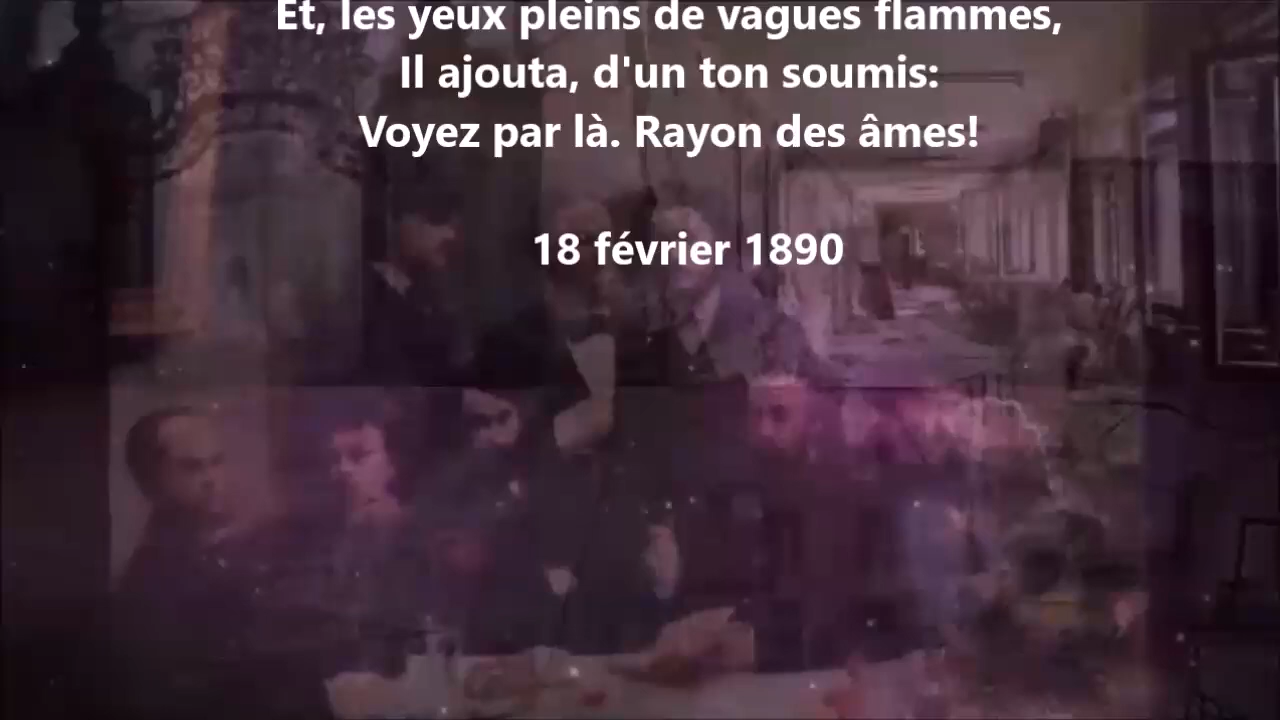 Et, les yeux pleins de vagues flammes,
Il ajouta, d'un ton soumis:
Voyez par là. Rayon des âmes!
18 février 1890